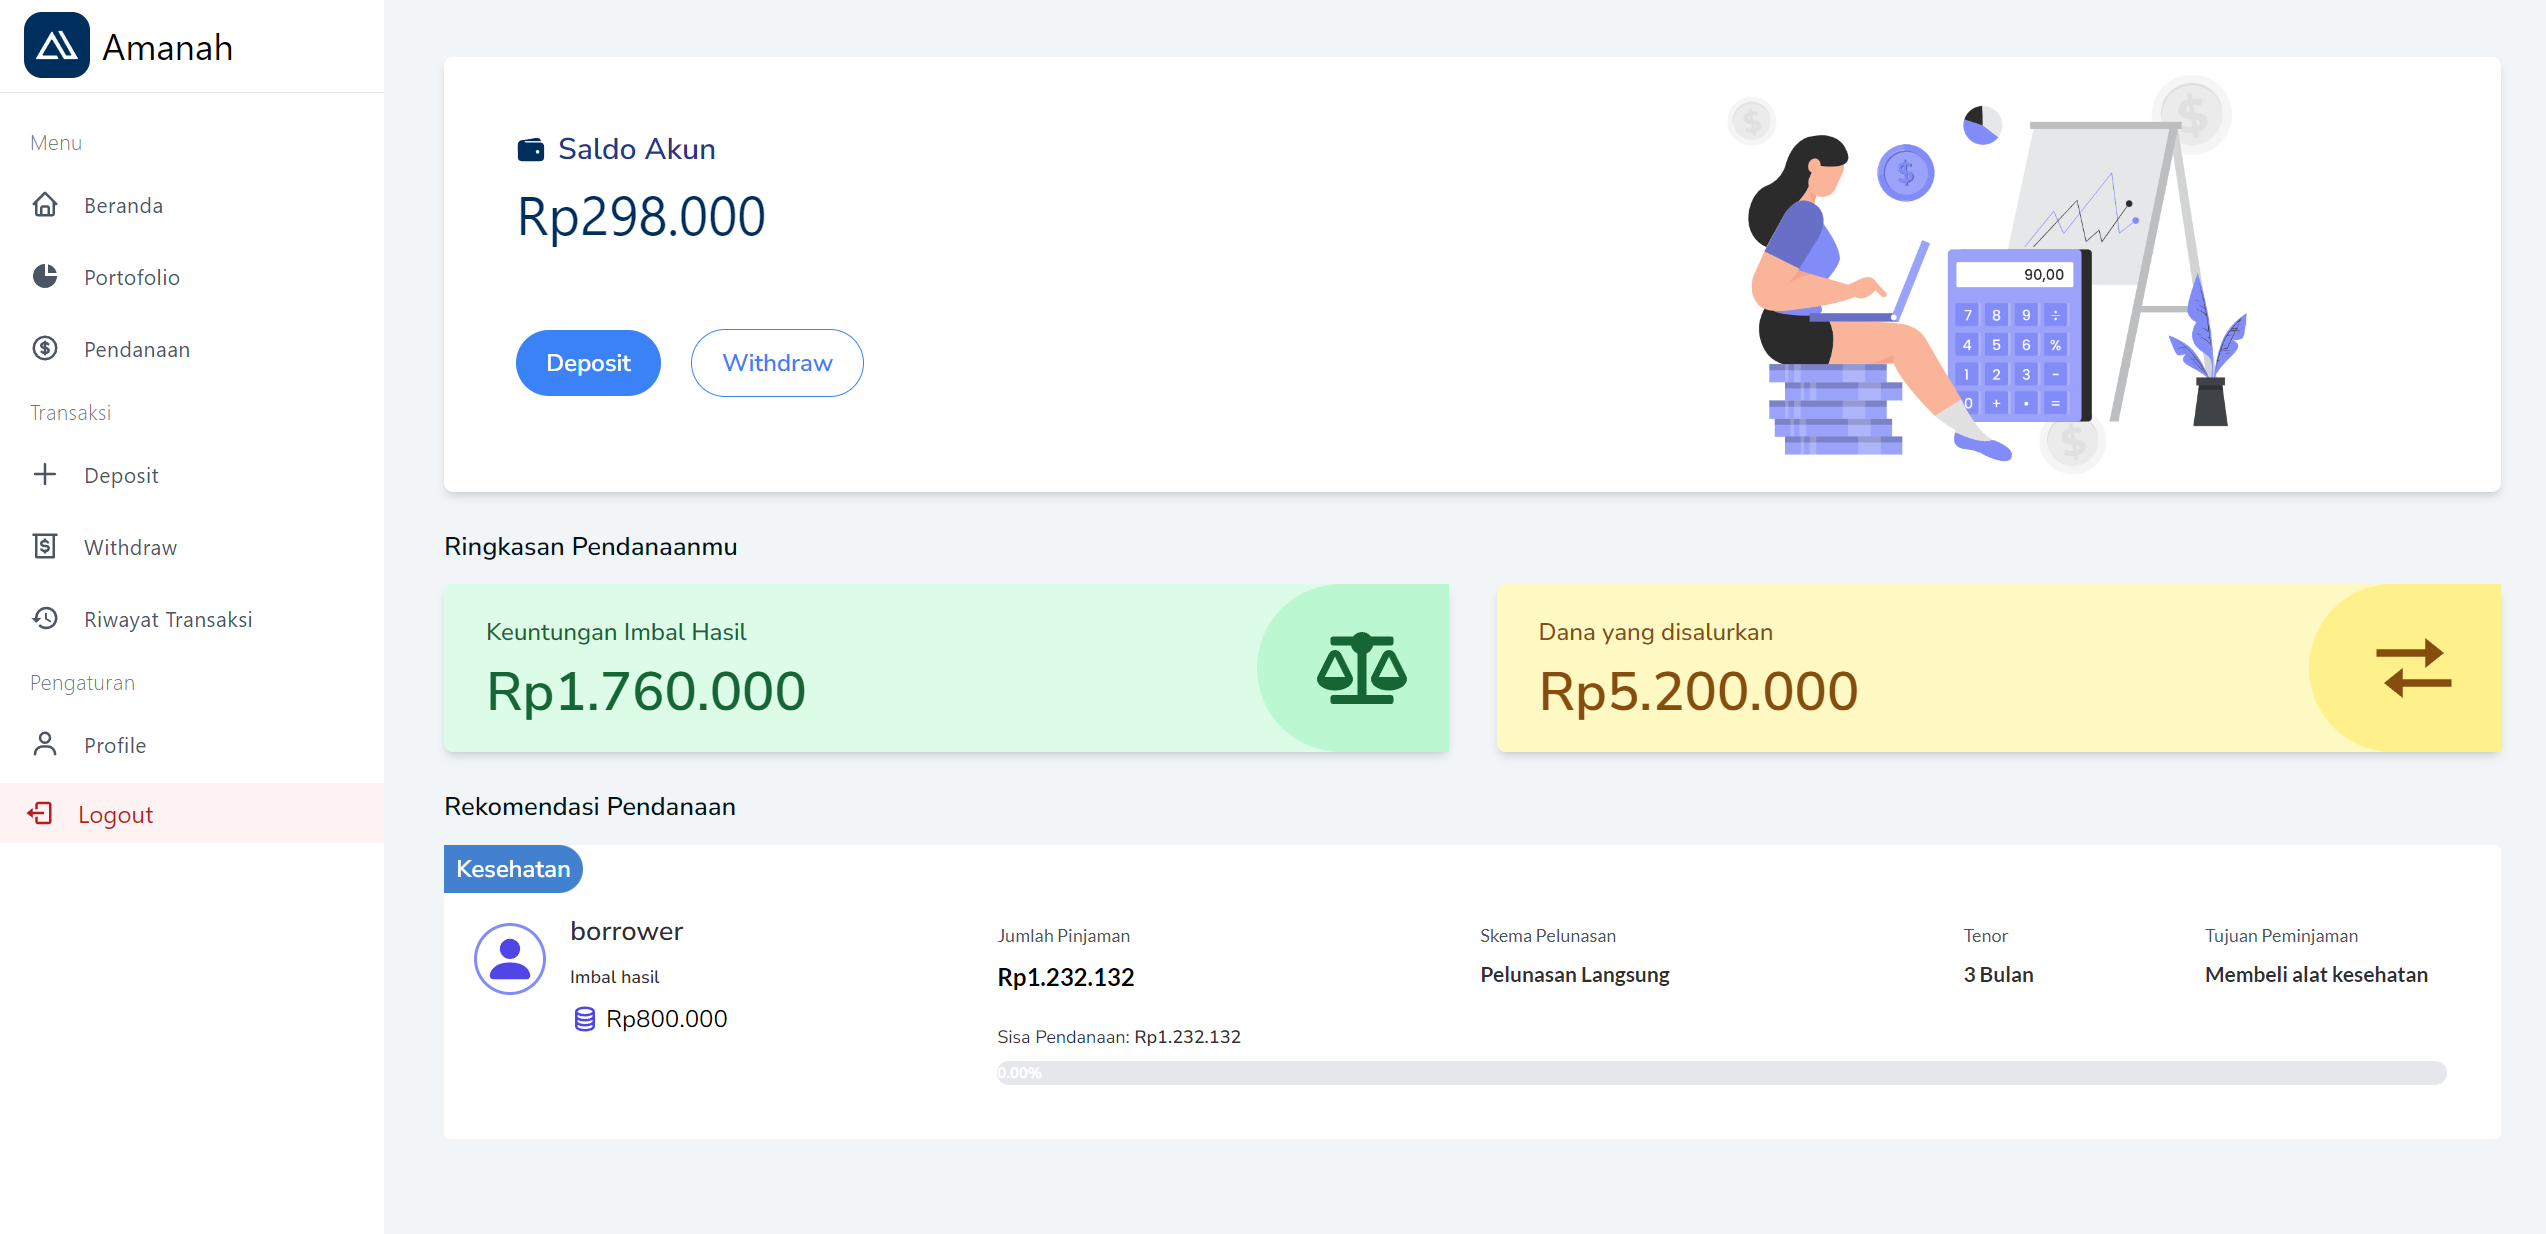 Amanah
Menu
Beranda
Portofolio
Pendanaan
Transaksi
Deposit
Withdraw
Riwayat Transaksi
Pengaturan
Profile
Logout
Saldo Akun
Rp298.000
Deposit
Withdraw
90,00
7 8 9 ÷
4 5 6 %
1 2 3 -
0 + • =
Ringkasan Pendanaanmu
Keuntungan Imbal Hasil
Rp1.760.000
Dana yang disalurkan
Rp5.200.000
Rekomendasi Pendanaan
Kesehatan
borrower
Imbal hasil
Rp800.000
Jumlah Pinjaman
Rp1.232.132
Skema Pelunasan
Pelunasan Langsung
Tenor
3 Bulan
Tujuan Peminjaman
Membeli alat kesehatan
Sisa Pendanaan: Rp1.232.132
0.00%